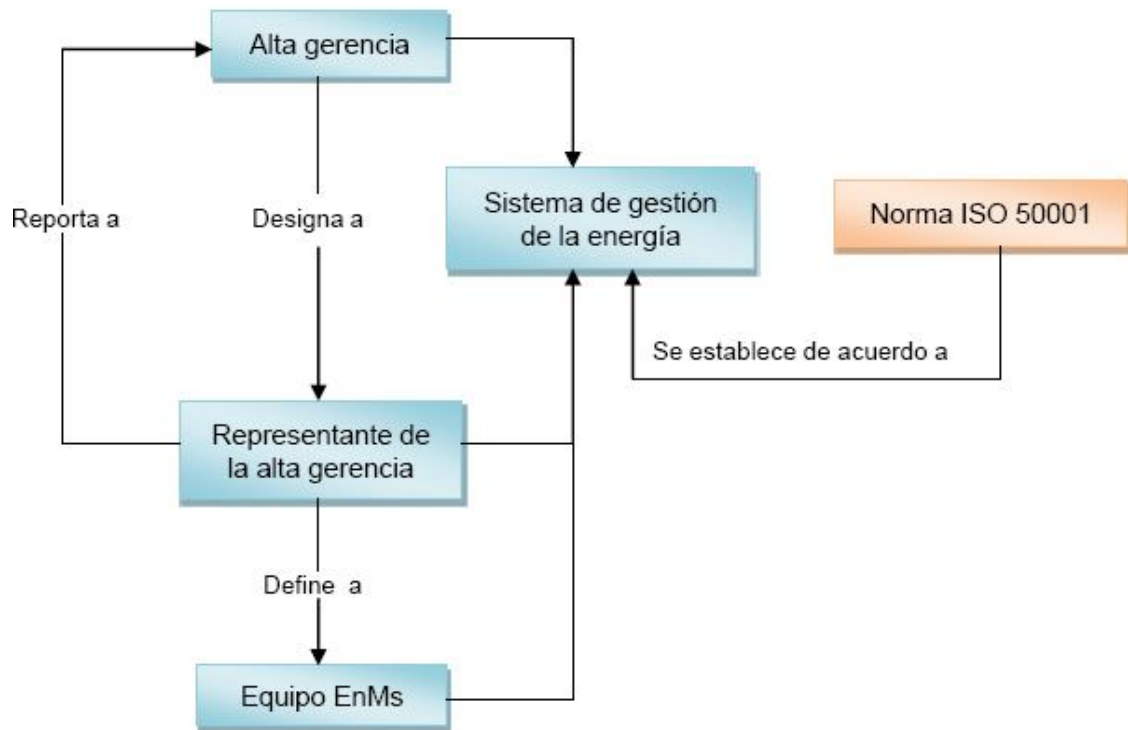 Alta gerencia
Sistema de gestión
de la energía
Norma ISO 50001
Reporta a
Designa a
Se establece de acuerdo a
Representante de
la alta gerencia
Define a
Equipo EnMs